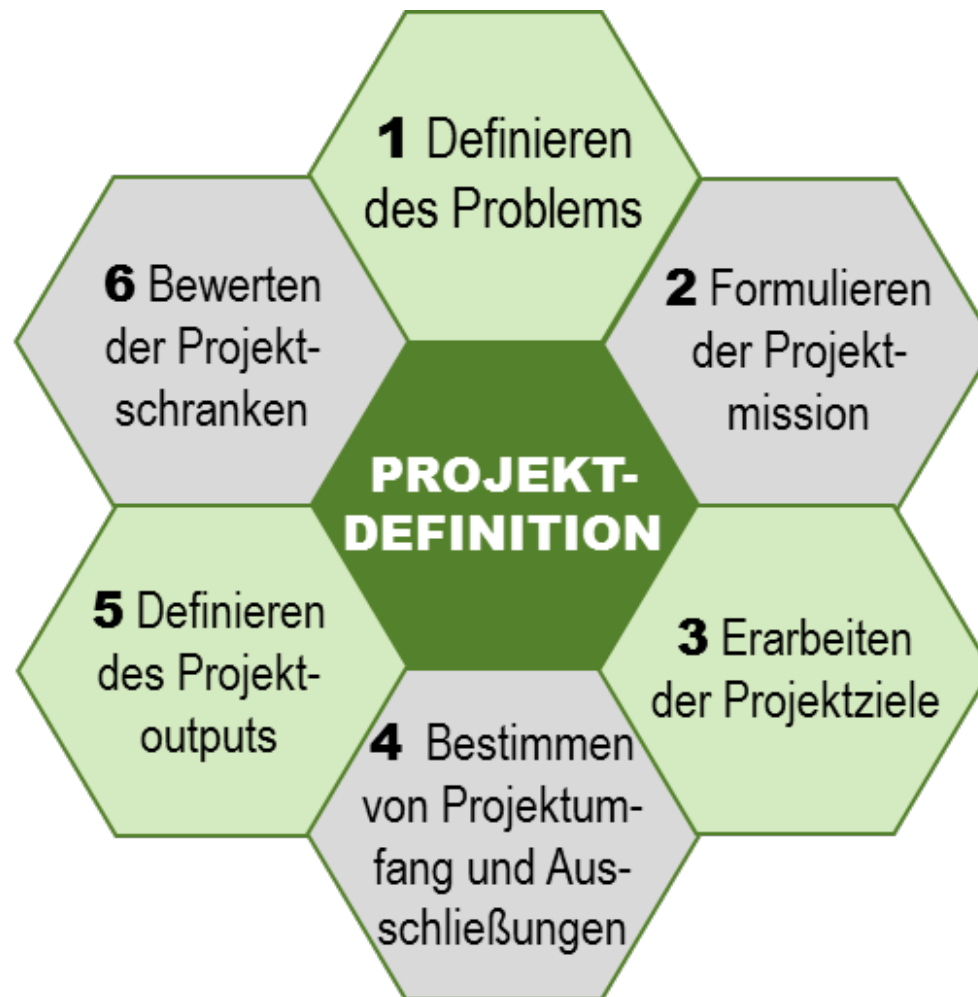 1 Definieren
des Problems
2 Formulieren
der Projekt-
mission
3 Erarbeiten
der Projektziele
4 Bestimmen
von Projektum-
fang und Aus-
schließungen
5 Definieren
des Projekt-
outputs
6 Bewerten
der Projekt-
schranken
PROJEKT-
DEFINITION